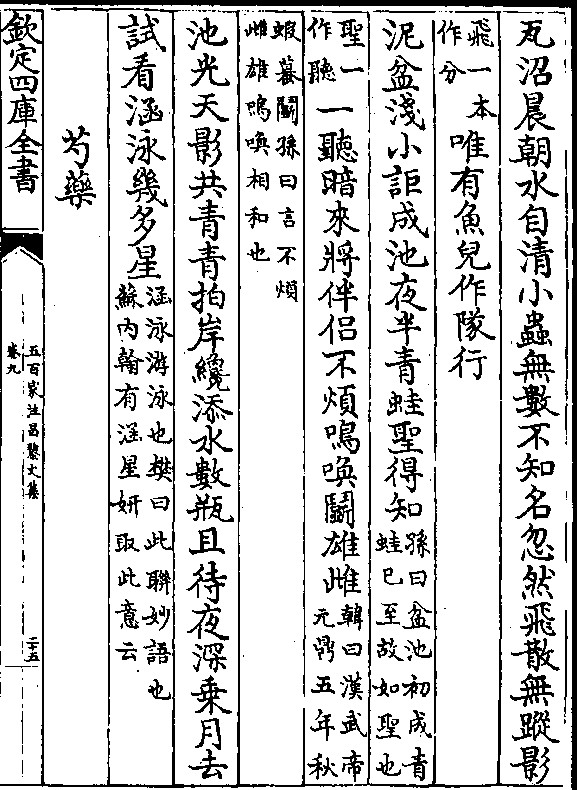 瓦沼晨朝水自清小蟲無數不知名忽然飛散無蹤影
飛一本
作分
唯有魚兒作隊行
泥盆淺小詎成池夜半青蛙聖得知
孫曰盆池初成青
蛙已至故如聖也
聖一
作聽
一聽暗來將伴侣不煩鳴喚鬭雄雌
韓曰漢武帝
元鼎五年秋
蝦蟇鬭孫曰言不煩
雌雄鳴喚相和也
池光天影共青青拍岸纔添水數瓶且待夜深乗月去
試看涵泳幾多星
涵泳游泳也樊曰此聯妙語也
蘇内翰有涵星妍取此意云
芍藥
欽定四庫全書
五百家注昌黎文集
卷九
二十五